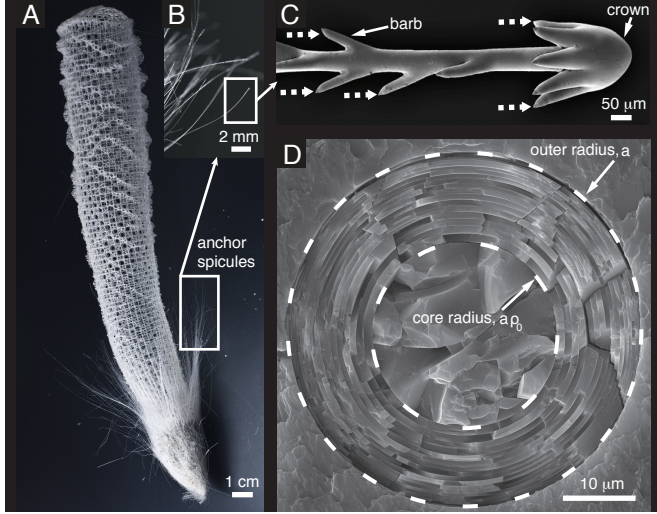 A
B
2 mm
anchor
spicules
1 cm
C
barb
crown
50 μm
D
outer radius, a
core radius, aρ0
10 μm